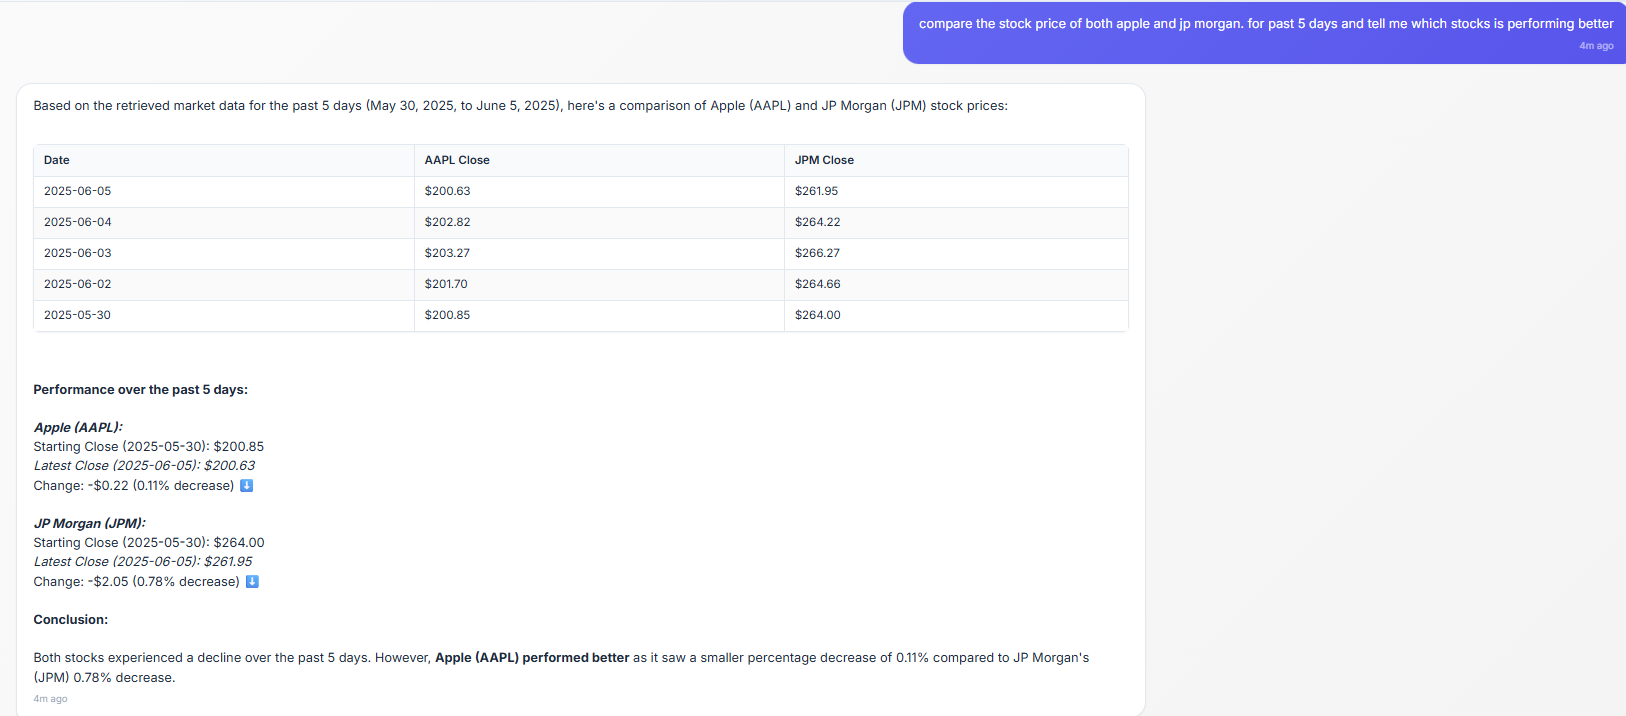 compare the stock price of both apple and jp morgan. for past 5 days and tell me which stocks is performing better
4m ago
Based on the retrieved market data for the past 5 days (May 30, 2025, to June 5, 2025), here's a comparison of Apple (AAPL) and JP Morgan (JPM) stock prices:
Date AAPL Close JPM Close
2025-06-05 $200.63 $261.95
2025-06-04 $202.82 $264.22
2025-06-03 $203.27 $266.27
2025-06-02 $201.70 $264.66
2025-05-30 $200.85 $264.00
Performance over the past 5 days:
Apple (AAPL):
Starting Close (2025-05-30): $200.85
Latest Close (2025-06-05): $200.63
Change: -$0.22 (0.11% decrease) ⬇️
JP Morgan (JPM):
Starting Close (2025-05-30): $264.00
Latest Close (2025-06-05): $261.95
Change: -$2.05 (0.78% decrease) ⬇️
Conclusion:
Both stocks experienced a decline over the past 5 days. However, Apple (AAPL) performed better as it saw a smaller percentage decrease of 0.11% compared to JP Morgan's
(JPM) 0.78% decrease.
4m ago